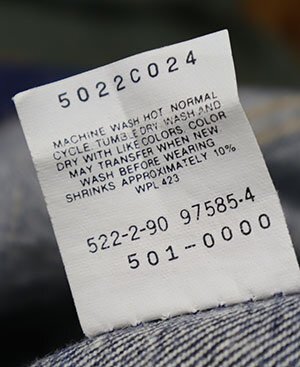 5022C024
MACHINE WASH HOT NORMAL
CYCLE. TUMBLE DRY. WASH AND
DRY WITH LIKE COLORS. COLOR
MAY TRANSFER WHEN NEW.
WASH BEFORE WEARING
SHRINKS APPROXIMATELY 10%
WPL 423
522-2-90 97585-4
501-0000